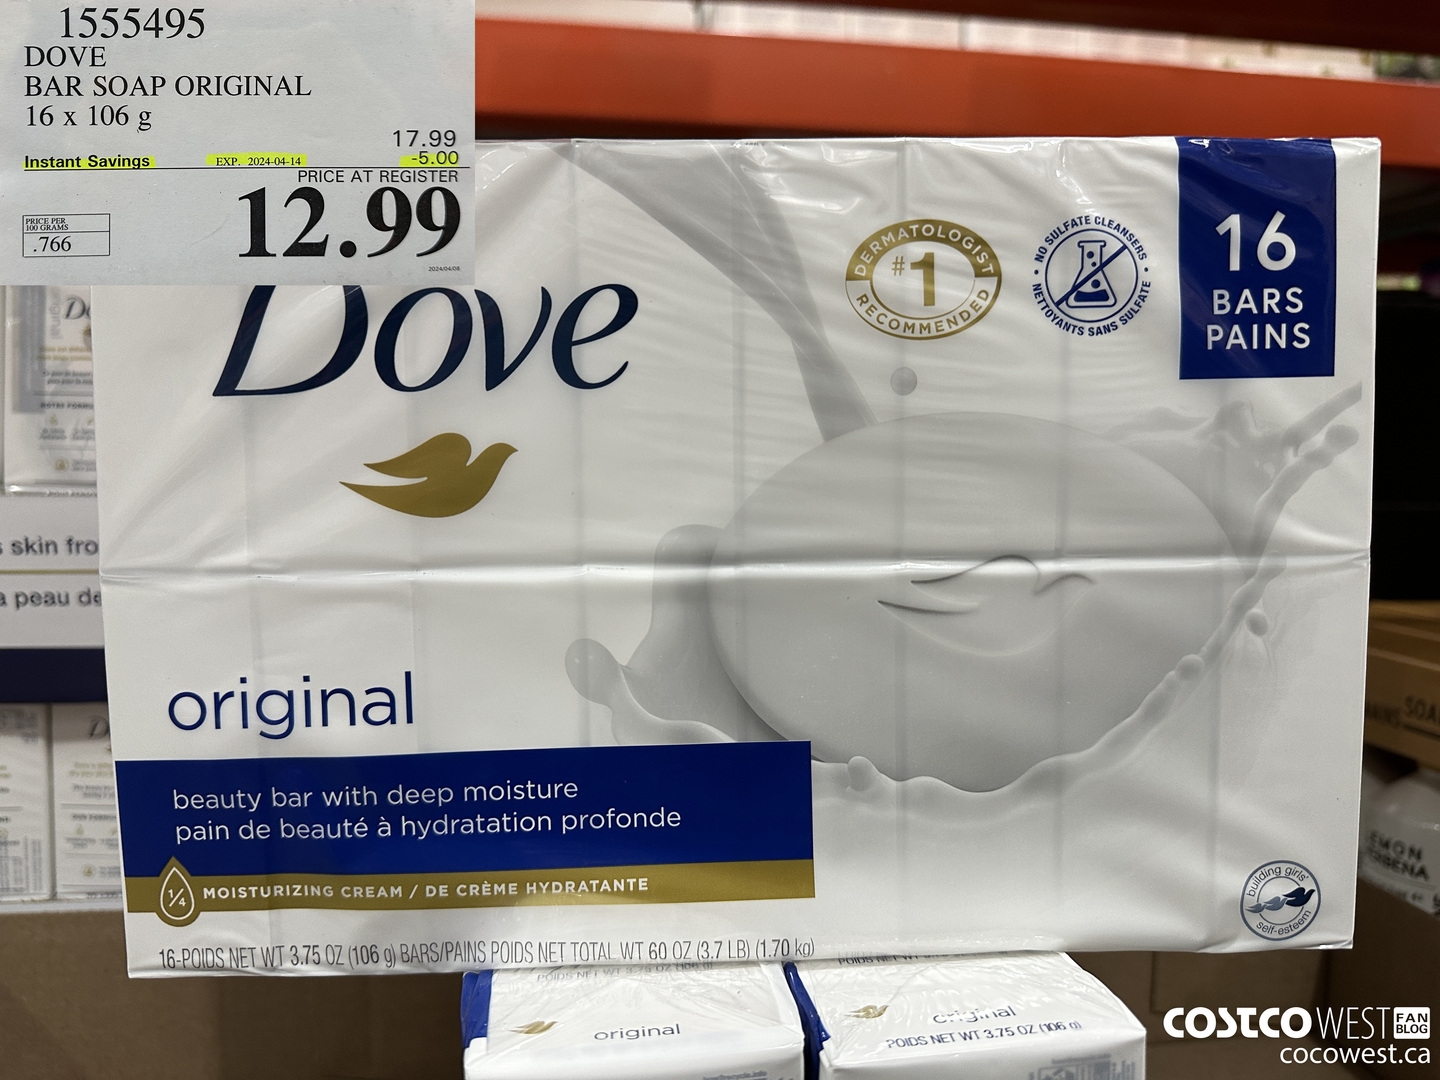 1555495
DOVE
BAR SOAP ORIGINAL
16 x 106 g
17.99
Instant Savings EXP. 2024-04-14 -5.00
PRICE AT REGISTER
12.99
PRICE PER
100 GRAMS
.766
2024/04/08
Dove
DERMATOLOGIST
#1
RECOMMENDED
NO SULFATE CLEANSERS
NETTOYANTS SANS SULFATE
16
BARS
PAINS
s skin fro
a peau de
original
beauty bar with deep moisture
pain de beauté à hydratation profonde
1/4 MOISTURIZING CREAM / DE CRÈME HYDRATANTE
building girls'
self-esteem
16-POIDS NET WT 3.75 OZ (106 g) BARS/PAINS POIDS NET TOTAL WT 60 OZ (3.7 LB) (1.70 kg)
original
original
POIDS NET WT 3.75 OZ (106 g)
COSTCO WEST FAN BLOG
cocowest.ca